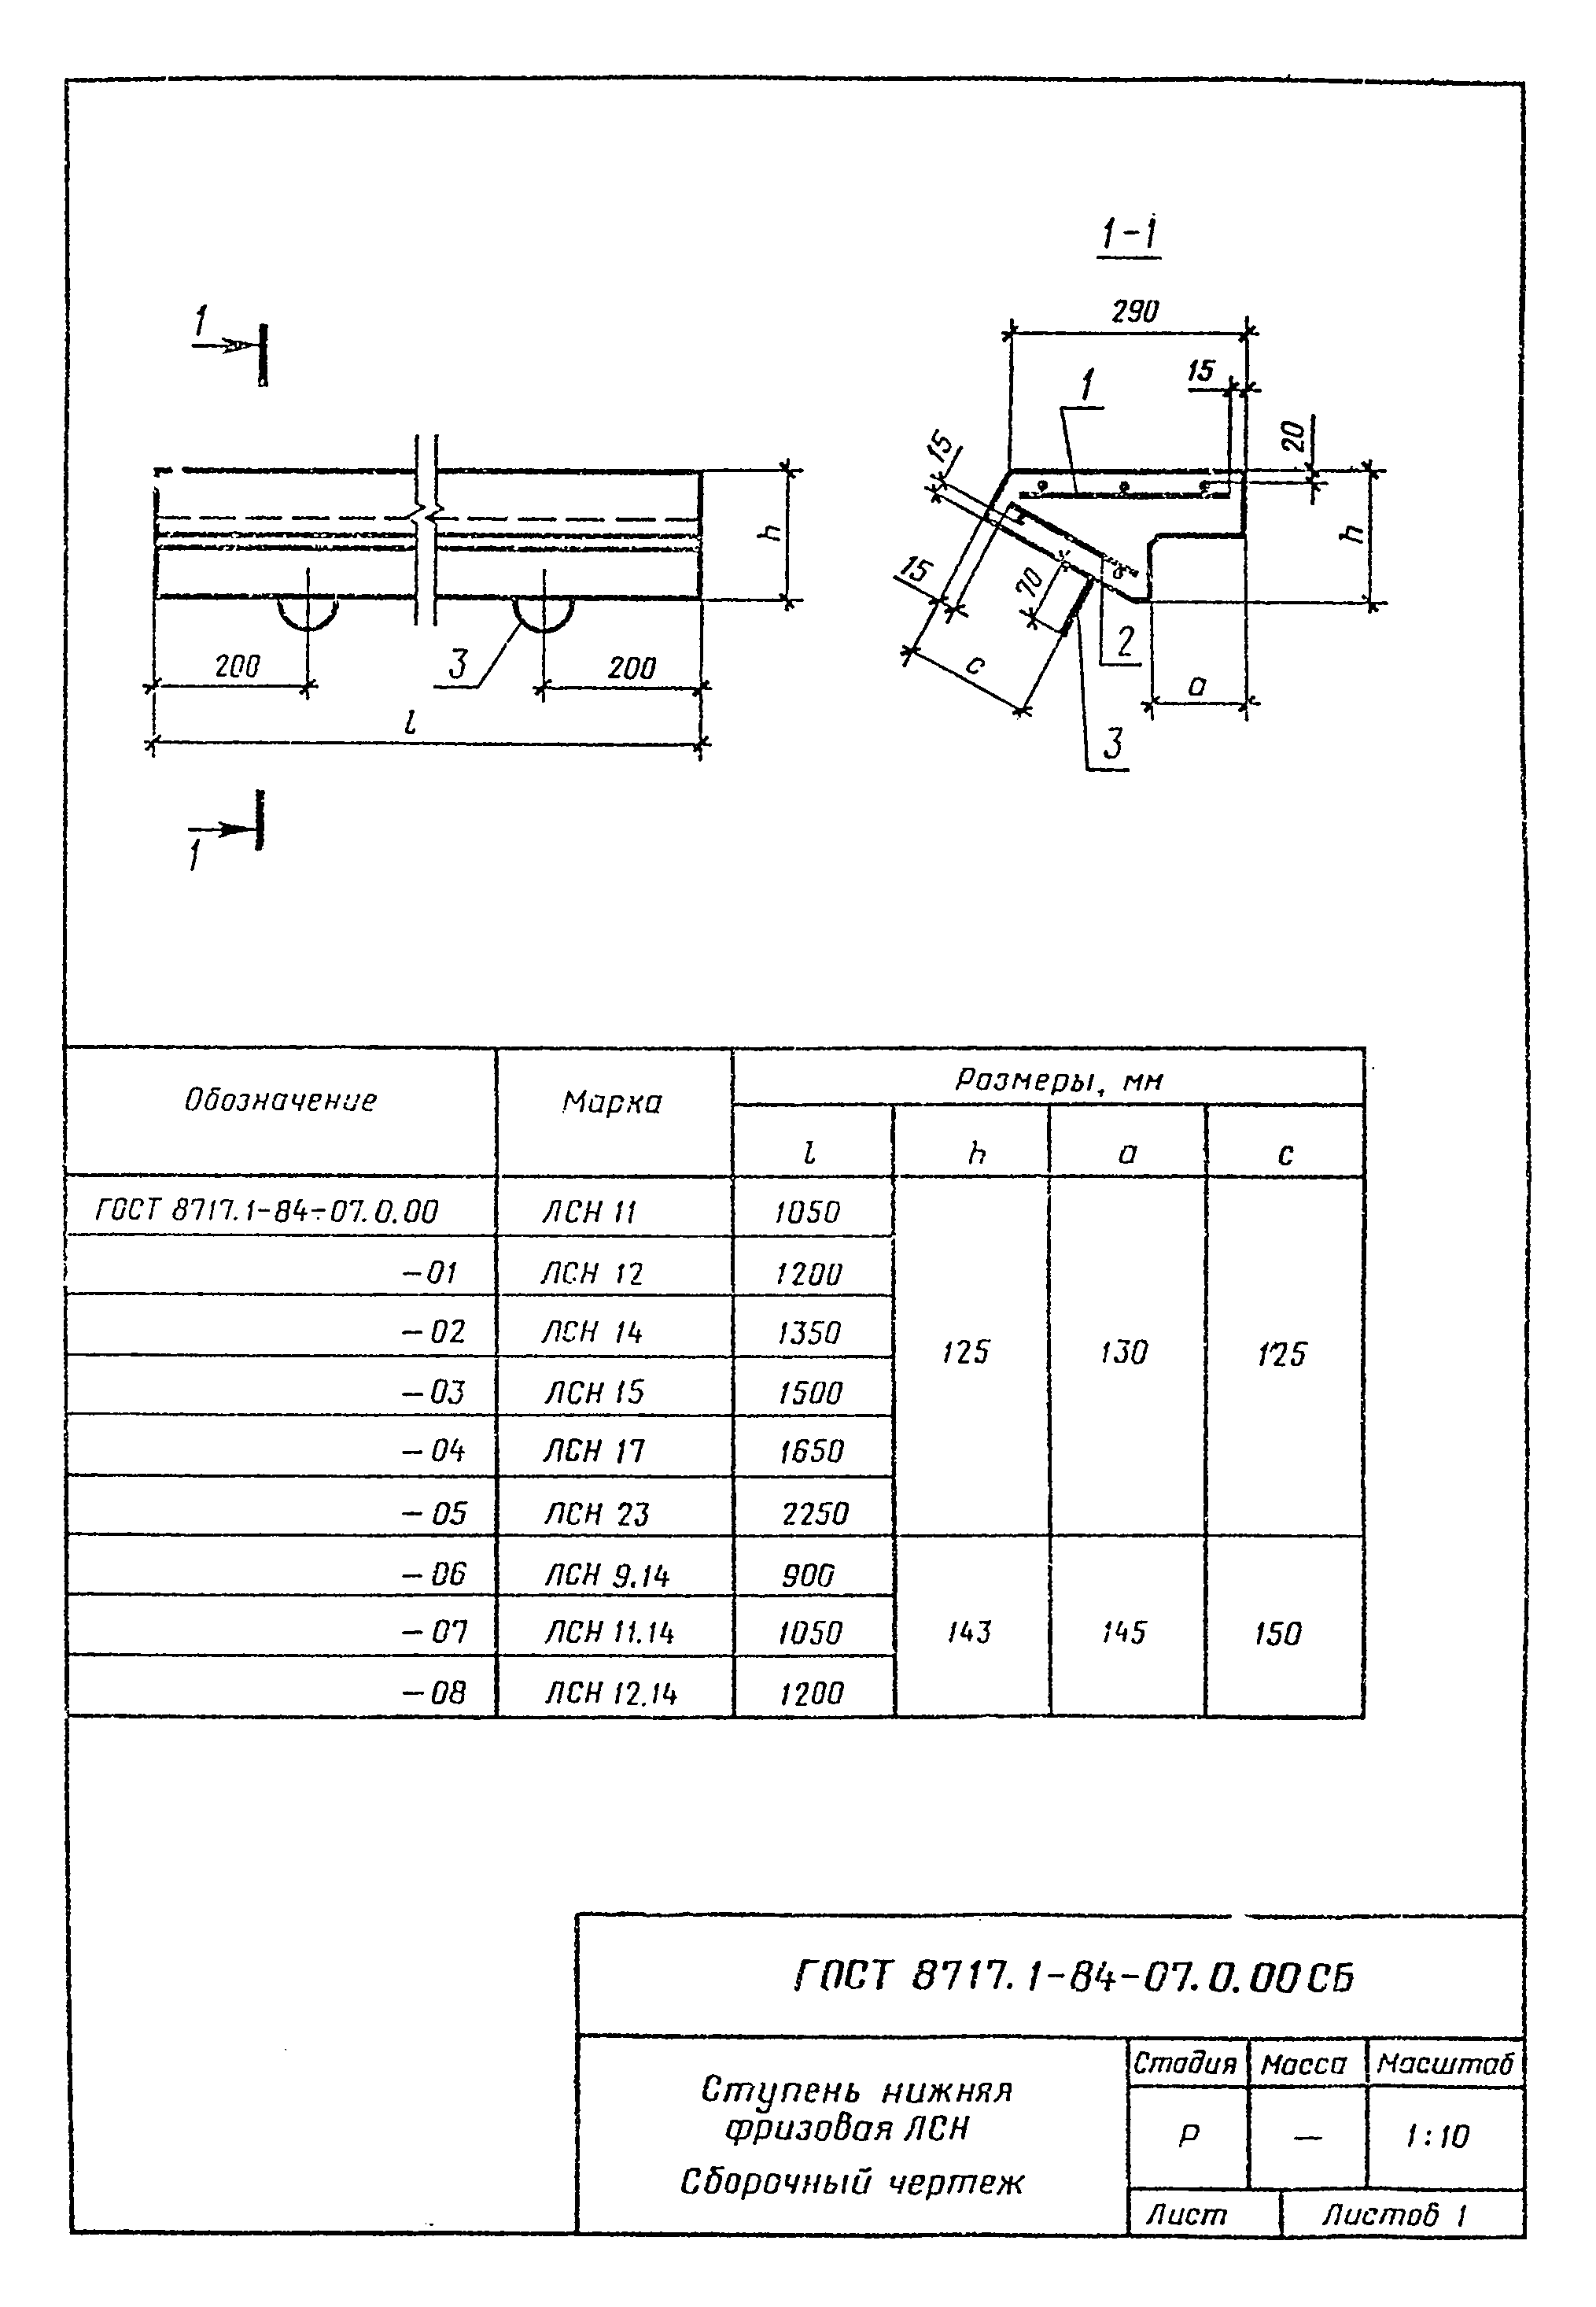 1-1
290
15
1
1
15
20
h
h
15
70
c
2
a
3
200
3
200
l
1
Обозначение
Марка
Размеры, мм
l
h
a
c
ГОСТ 8717.1-84-07.0.00
ЛСН 11
1050
-01
ЛСН 12
1200
-02
ЛСН 14
1350
125
130
125
-03
ЛСН 15
1500
-04
ЛСН 17
1650
-05
ЛСН 23
2250
-06
ЛСН 9.14
900
-07
ЛСН 11.14
1050
143
145
150
-08
ЛСН 12.14
1200
ГОСТ 8717.1-84-07.0.00СБ
Ступень нижняя
фризовая ЛСН
Сборочный чертеж
Стадия
Масса
Масштаб
Р
—
1:10
Лист
Листов 1